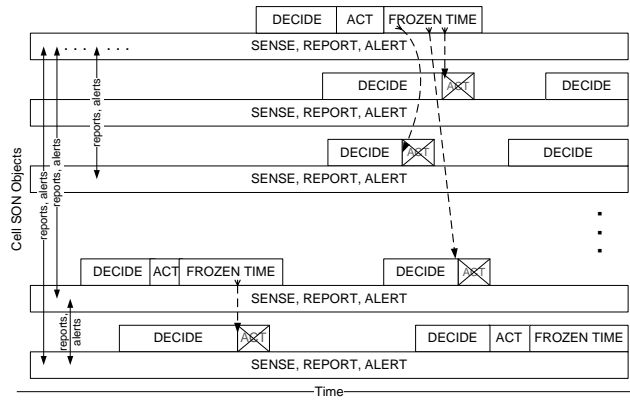 DECIDE ACT FROZEN TIME
SENSE, REPORT, ALERT
DECIDE ACT DECIDE
SENSE, REPORT, ALERT
DECIDE ACT DECIDE
SENSE, REPORT, ALERT
Cell SON Objects
reports, alerts
reports, alerts
reports, alerts
DECIDE ACT FROZEN TIME DECIDE ACT
SENSE, REPORT, ALERT
reports,
alerts
DECIDE ACT DECIDE ACT FROZEN TIME
SENSE, REPORT, ALERT
Time